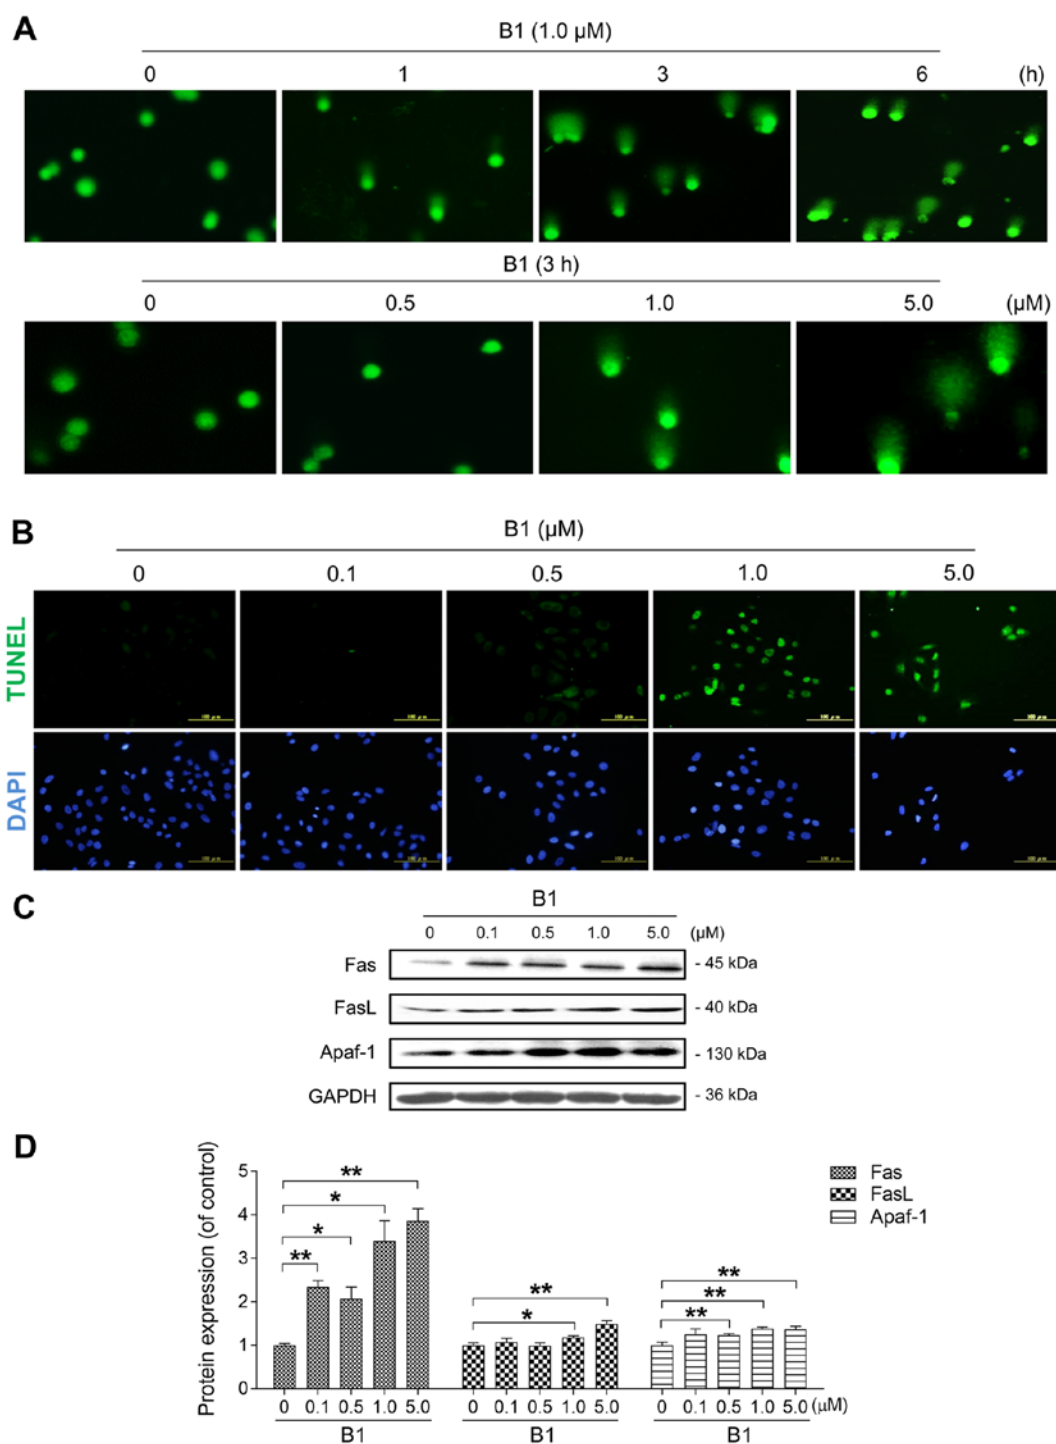 A
B1 (1.0 μM)
0 1 3 6 (h)
B1 (3 h)
0 0.5 1.0 5.0 (μM)
B
B1 (μM)
0 0.1 0.5 1.0 5.0
TUNEL
DAPI
C
B1
0 0.1 0.5 1.0 5.0 (μM)
Fas - 45 kDa
FasL - 40 kDa
Apaf-1 - 130 kDa
GAPDH - 36 kDa
D
Protein expression (of control)
5
4
3
2
1
0
** * * **
* **
** ** **
Fas
FasL
Apaf-1
0 0.1 0.5 1.0 5.0 0 0.1 0.5 1.0 5.0 0 0.1 0.5 1.0 5.0 (μM)
B1 B1 B1